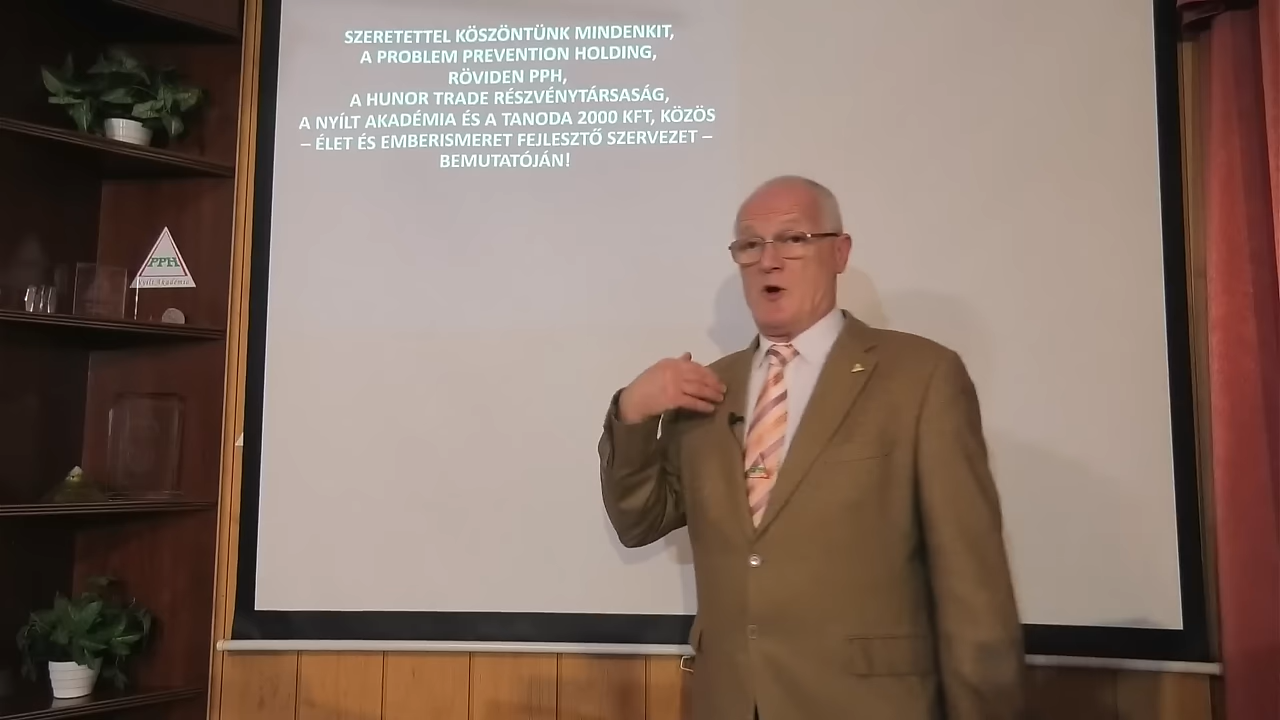 SZERETETTEL KÖSZÖNTÜNK MINDENKIT,
A PROBLEM PREVENTION HOLDING,
RÖVIDEN PPH,
A HUNOR TRADE RÉSZVÉNYTÁRSASÁG,
A NYÍLT AKADÉMIA ÉS A TANODA 2000 KFT, KÖZÖS
– ÉLET ÉS EMBERISMERET FEJLESZTŐ SZERVEZET –
BEMUTATÓJÁN!
PPH
Nyílt Akadémia